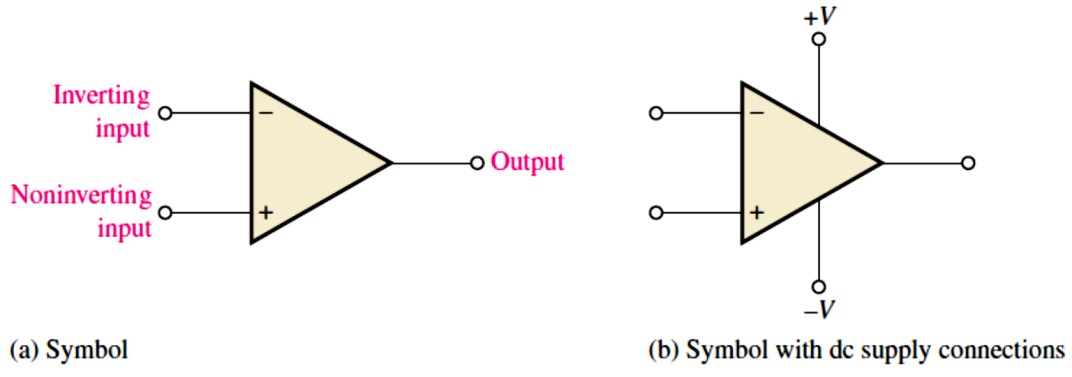 +V
Inverting
input
−
−
Output
Noninverting
input
+
+
−V
(a) Symbol
(b) Symbol with dc supply connections